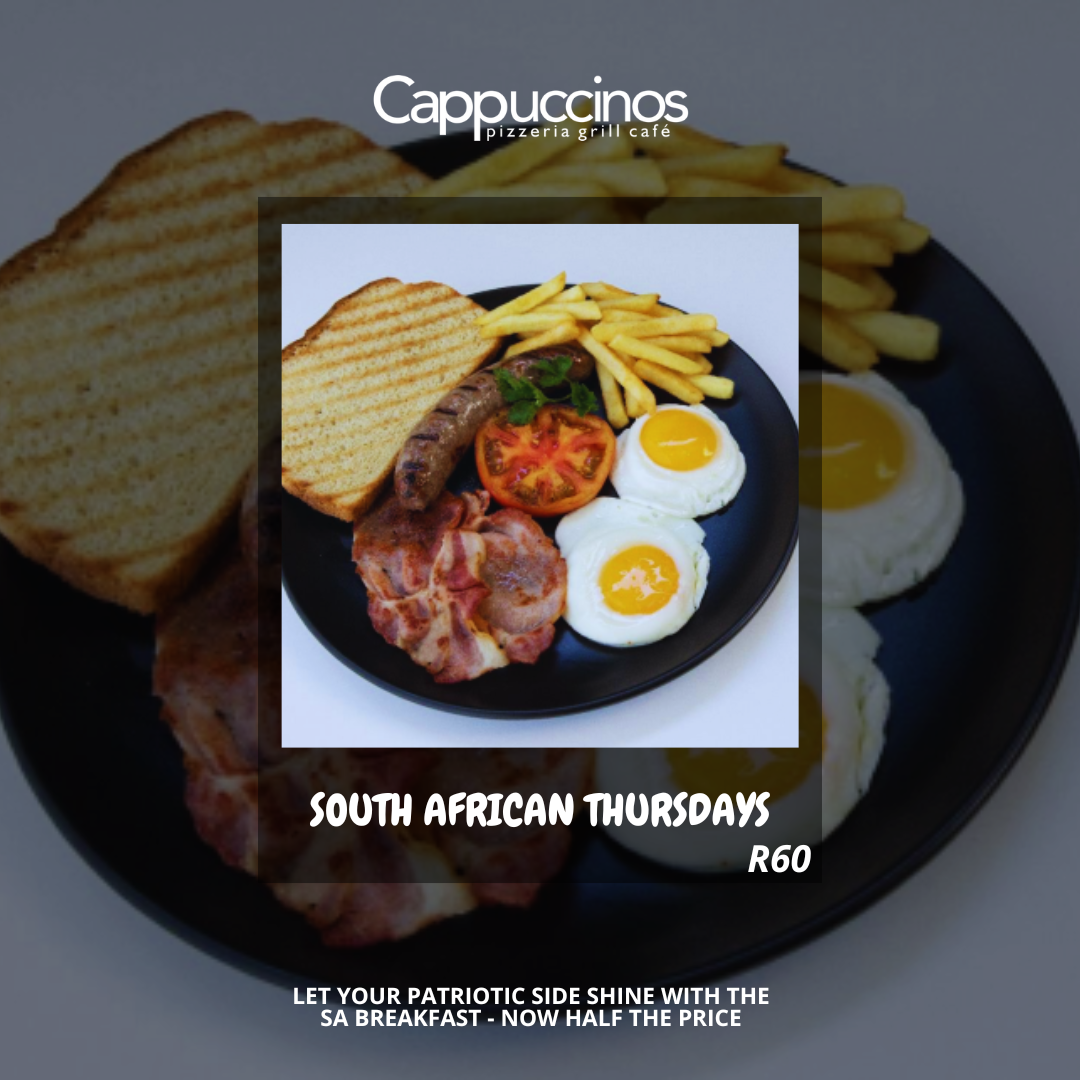 Cappuccinos
pizzeria grill café
SOUTH AFRICAN THURSDAYS
R60
LET YOUR PATRIOTIC SIDE SHINE WITH THE
SA BREAKFAST - NOW HALF THE PRICE